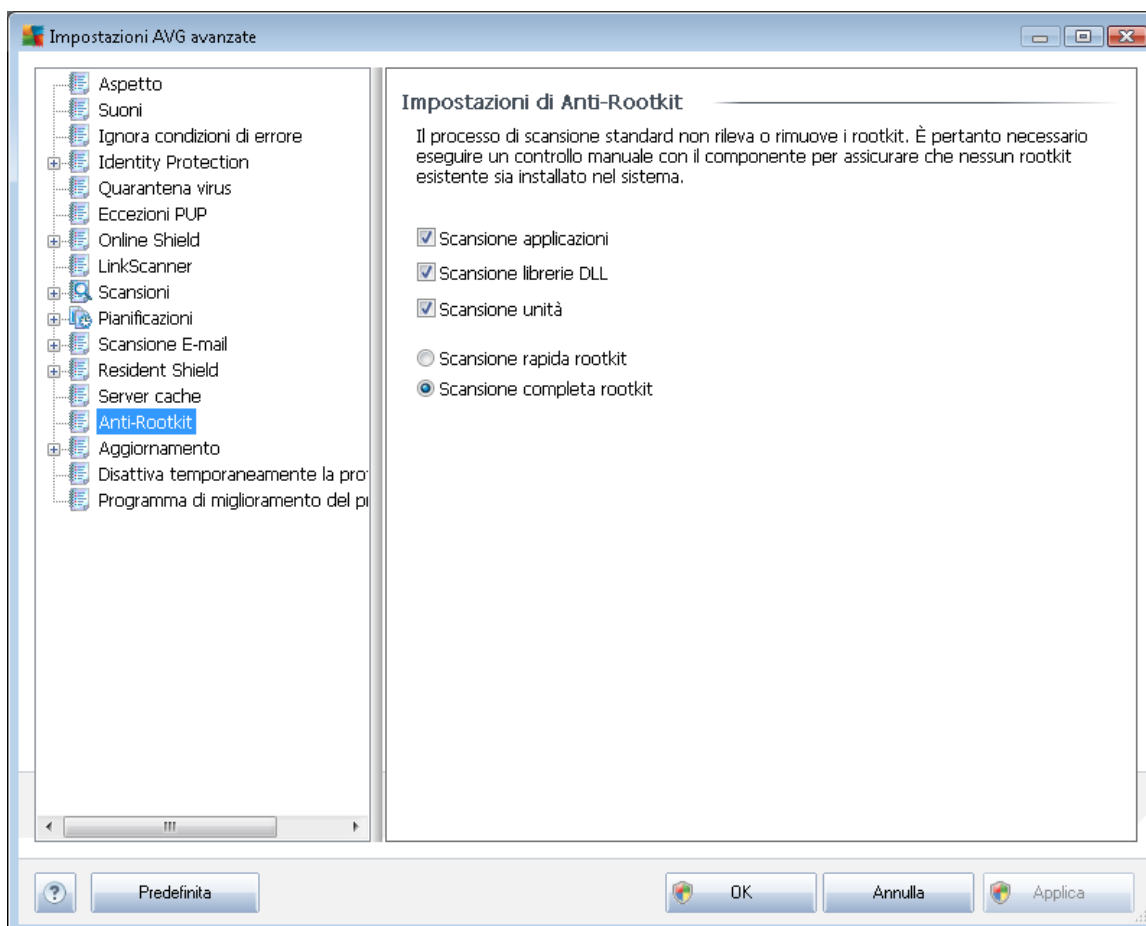 Impostazioni AVG avanzate
Aspetto
Suoni
Ignora condizioni di errore
Identity Protection
Quarantena virus
Eccezioni PUP
Online Shield
LinkScanner
Scansioni
Pianificazioni
Scansione E-mail
Resident Shield
Server cache
Anti-Rootkit
Aggiornamento
Disattiva temporaneamente la pro
Programma di miglioramento del p
Impostazioni di Anti-Rootkit
Il processo di scansione standard non rileva o rimuove i rootkit. È pertanto necessario
eseguire un controllo manuale con il componente per assicurare che nessun rootkit
esistente sia installato nel sistema.
Scansione applicazioni
Scansione librerie DLL
Scansione unità
Scansione rapida rootkit
Scansione completa rootkit
? Predefinita OK Annulla Applica